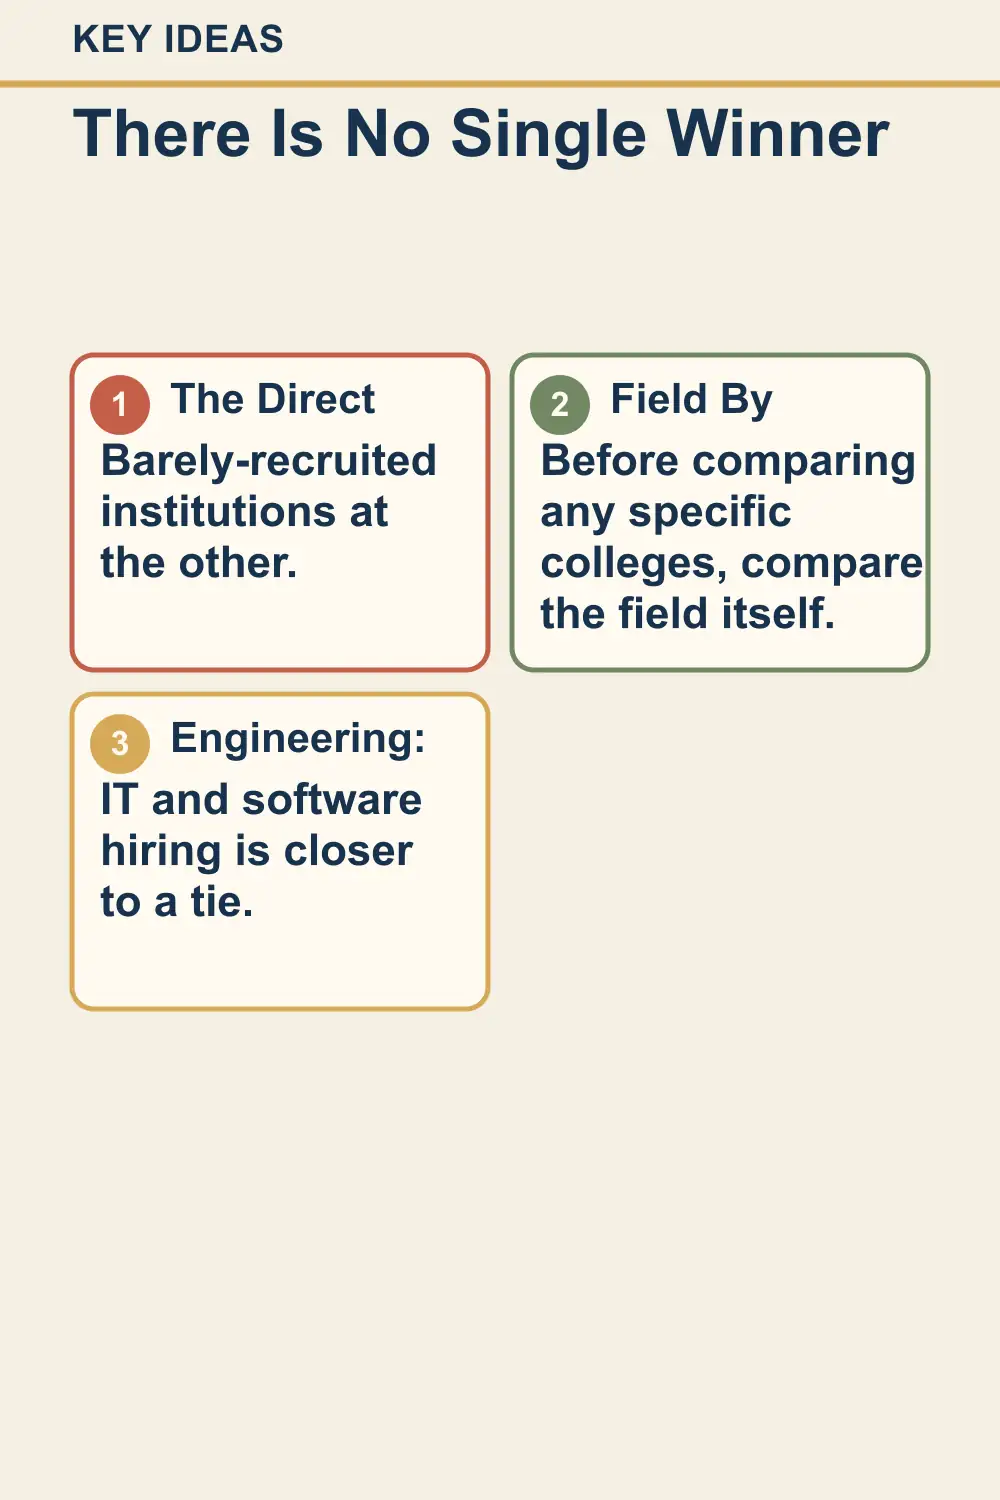 KEY IDEAS
There Is No Single Winner
1 The Direct
Barely-recruited
institutions at
the other.
2 Field By
Before comparing
any specific
colleges, compare
the field itself.
3 Engineering:
IT and software
hiring is closer
to a tie.